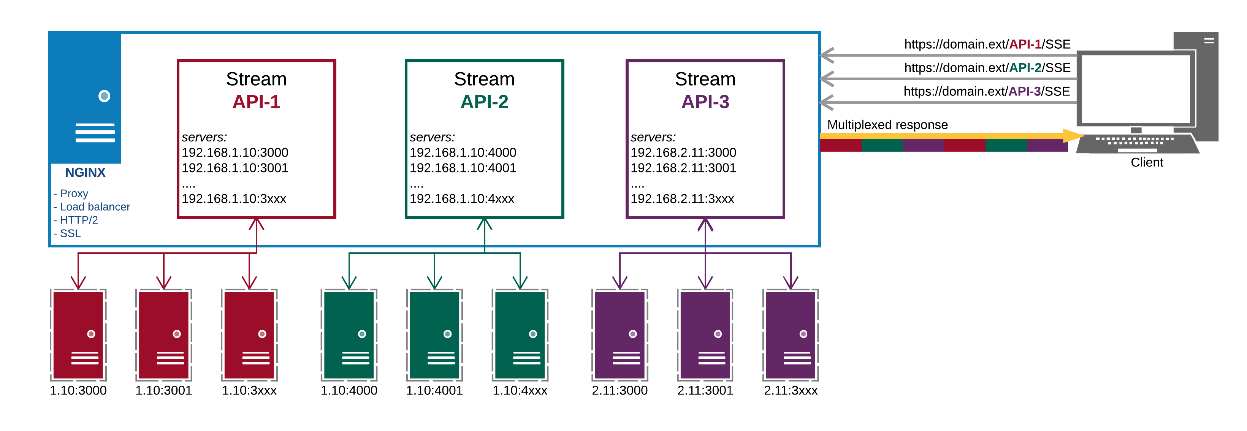 https://domain.ext/API-1/SSE
https://domain.ext/API-2/SSE
https://domain.ext/API-3/SSE
Multiplexed response
Client
NGINX
- Proxy
- Load balancer
- HTTP/2
- SSL
Stream
API-1
servers:
192.168.1.10:3000
192.168.1.10:3001
....
192.168.1.10:3xxx
Stream
API-2
servers:
192.168.1.10:4000
192.168.1.10:4001
....
192.168.1.10:4xxx
Stream
API-3
servers:
192.168.2.11:3000
192.168.2.11:3001
....
192.168.2.11:3xxx
1.10:3000
1.10:3001
1.10:3xxx
1.10:4000
1.10:4001
1.10:4xxx
2.11:3000
2.11:3001
2.11:3xxx